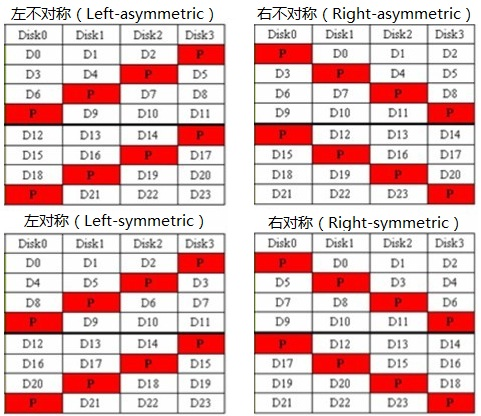 左不对称（Left-asymmetric）
Disk0 Disk1 Disk2 Disk3
D0 D1 D2 P
D3 D4 P D5
D6 P D7 D8
P D9 D10 D11
D12 D13 D14 P
D15 D16 P D17
D18 P D19 D20
P D21 D22 D23
右不对称（Right-asymmetric）
Disk0 Disk1 Disk2 Disk3
P D0 D1 D2
D3 P D4 D5
D6 D7 P D8
D9 D10 D11 P
P D12 D13 D14
D15 P D16 D17
D18 D19 P D20
D21 D22 D23 P
左对称（Left-symmetric）
Disk0 Disk1 Disk2 Disk3
D0 D1 D2 P
D4 D5 P D3
D8 P D6 D7
P D9 D10 D11
D12 D13 D14 P
D16 D17 P D15
D20 P D18 D19
P D21 D22 D23
右对称（Right-symmetric）
Disk0 Disk1 Disk2 Disk3
P D0 D1 D2
D5 P D3 D4
D7 D8 P D6
D9 D10 D11 P
P D12 D13 D14
D17 P D15 D16
D19 D20 P D18
D21 D22 D23 P